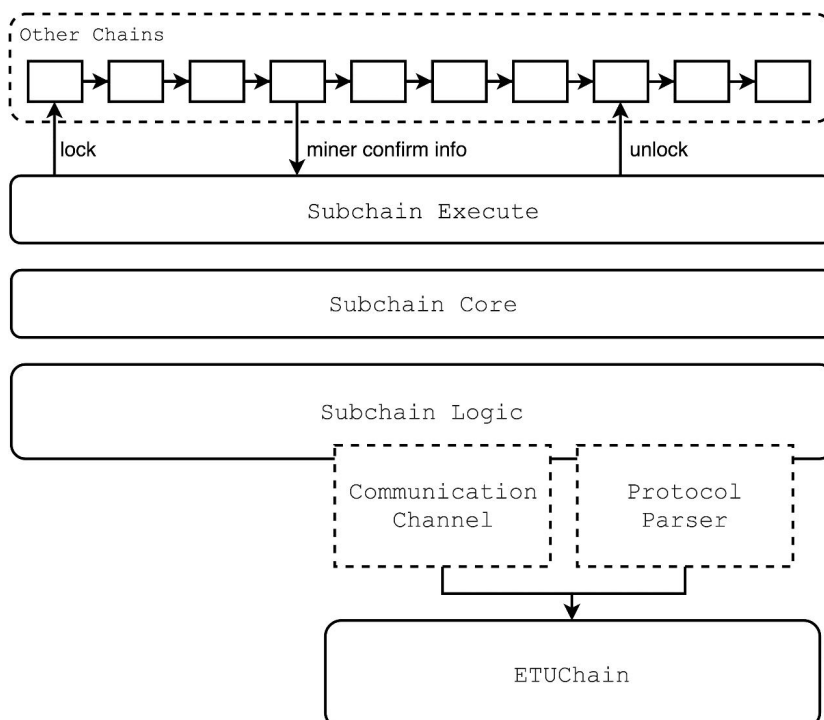 Other Chains
lock
miner confirm info
unlock
Subchain Execute
Subchain Core
Subchain Logic
Communication
Channel
Protocol
Parser
ETUChain